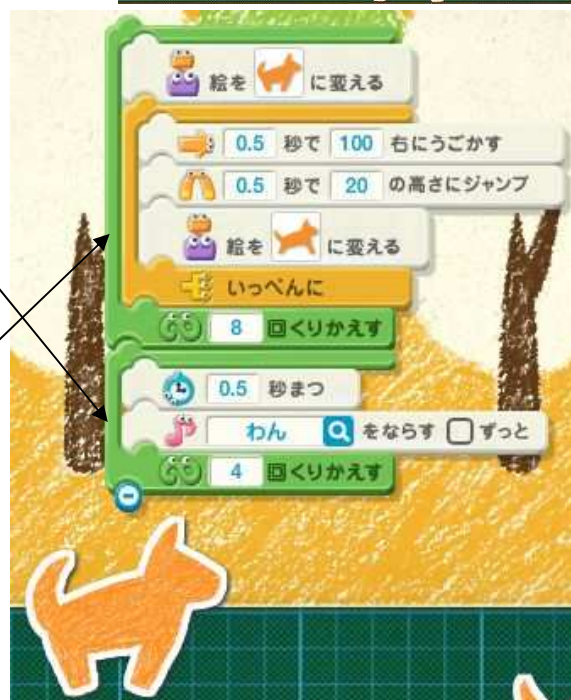 絵を に変える
0.5 秒で 100 右にうごかす
0.5 秒で 20 の高さにジャンプ
絵を に変える
いっぺんに
8 回くりかえす
0.5 秒まつ
わん をならす ずっと
4 回くりかえす